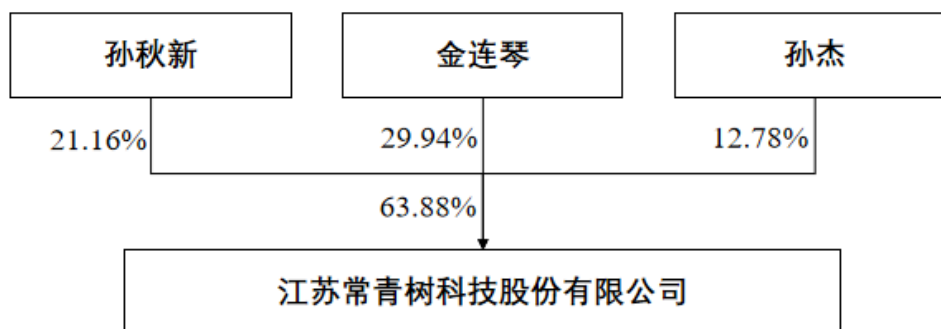 孙秋新
金连琴
孙杰
21.16%
29.94%
12.78%
63.88%
江苏常青树科技股份有限公司